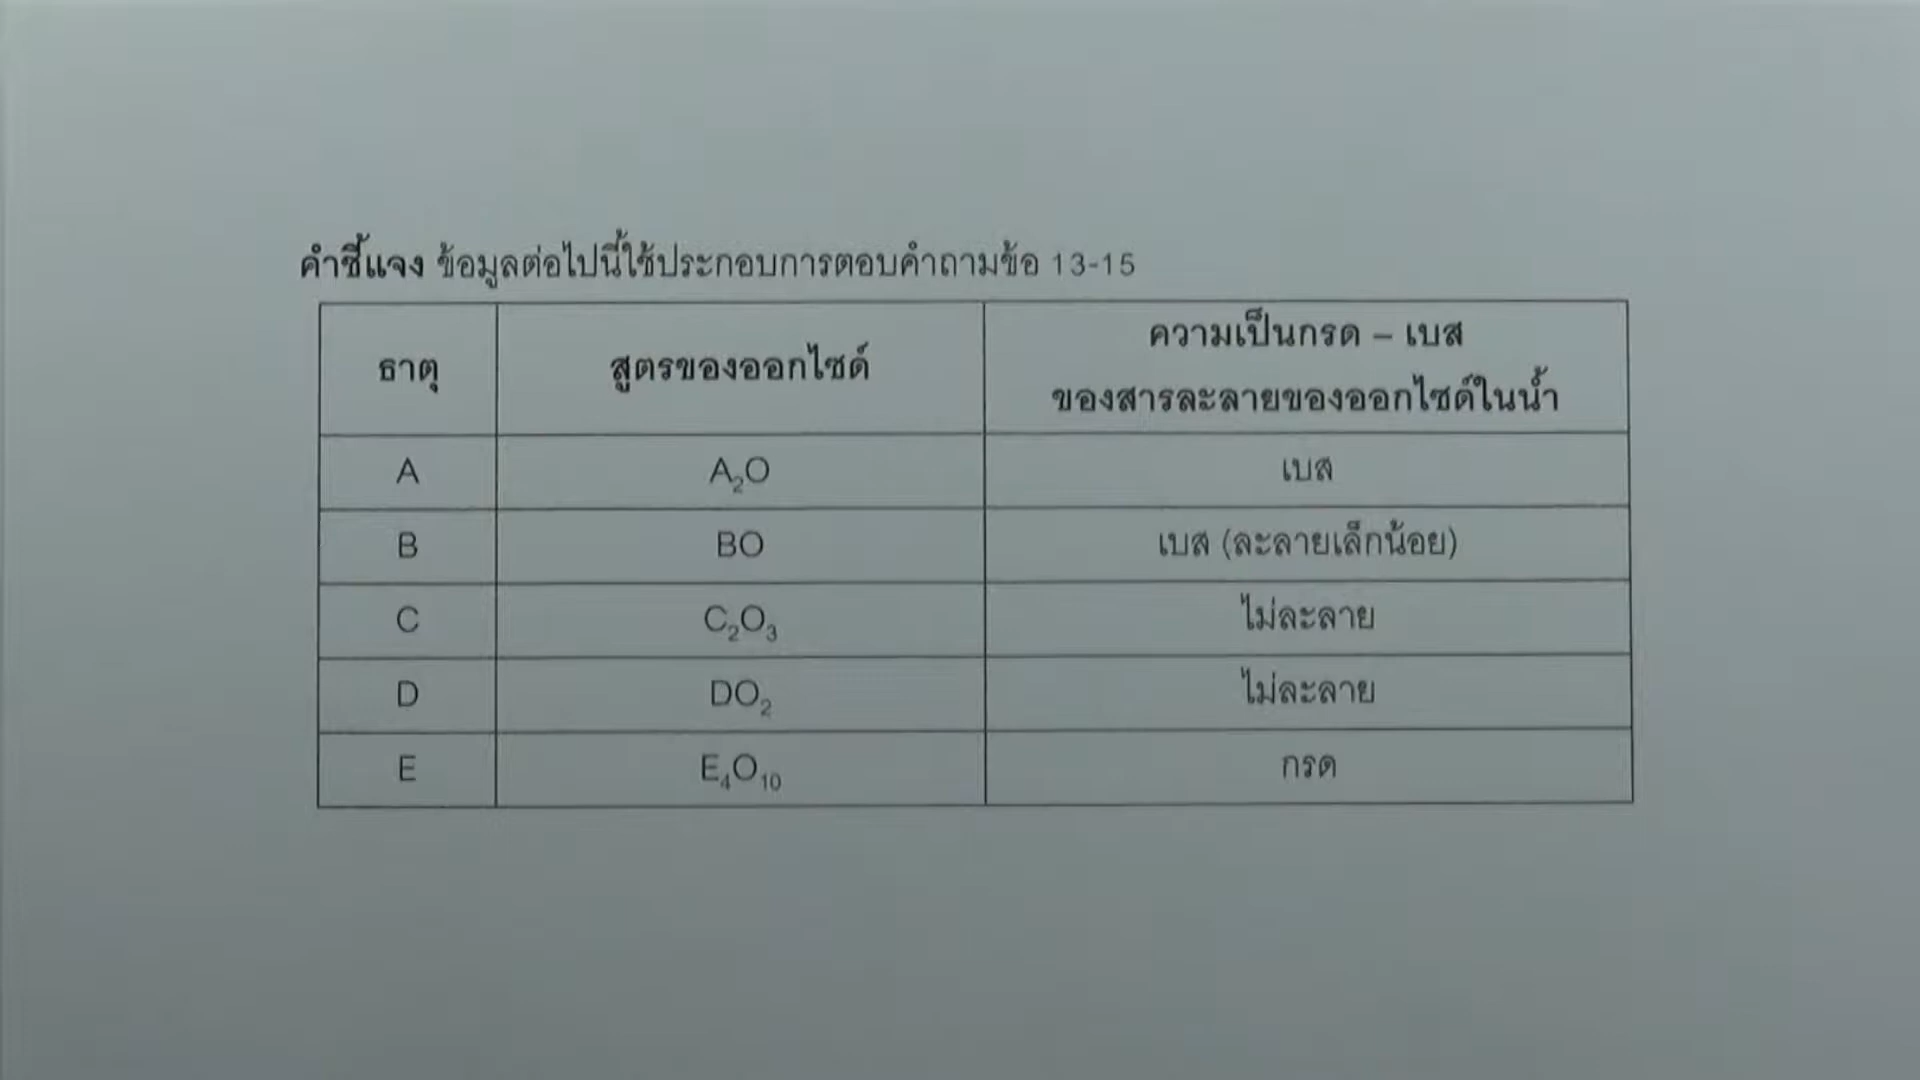 คำชี้แจง ข้อมูลต่อไปนี้ใช้ประกอบการตอบคำถามข้อ 13-15
ธาตุ สูตรของออกไซด์ ความเป็นกรด – เบส
ของสารละลายของออกไซด์ในน้ำ
A A₂O เบส
B BO เบส (ละลายเล็กน้อย)
C C₂O₃ ไม่ละลาย
D DO₂ ไม่ละลาย
E E₄O₁₀ กรด